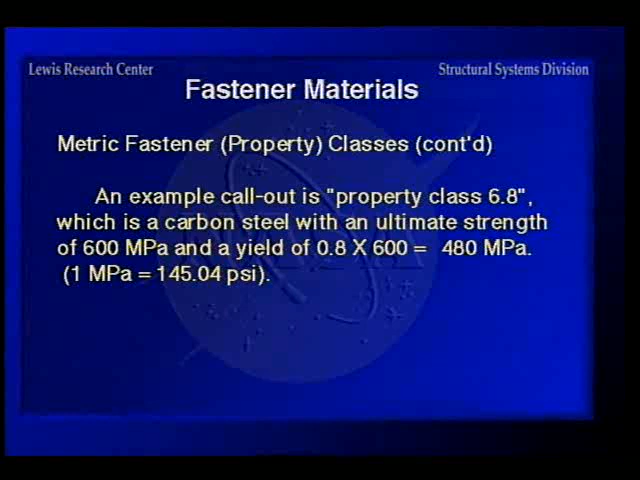 Lewis Research Center
Structural Systems Division
Fastener Materials
Metric Fastener (Property) Classes (cont'd)
An example call-out is "property class 6.8",
which is a carbon steel with an ultimate strength
of 600 MPa and a yield of 0.8 X 600 = 480 MPa.
(1 MPa = 145.04 psi).